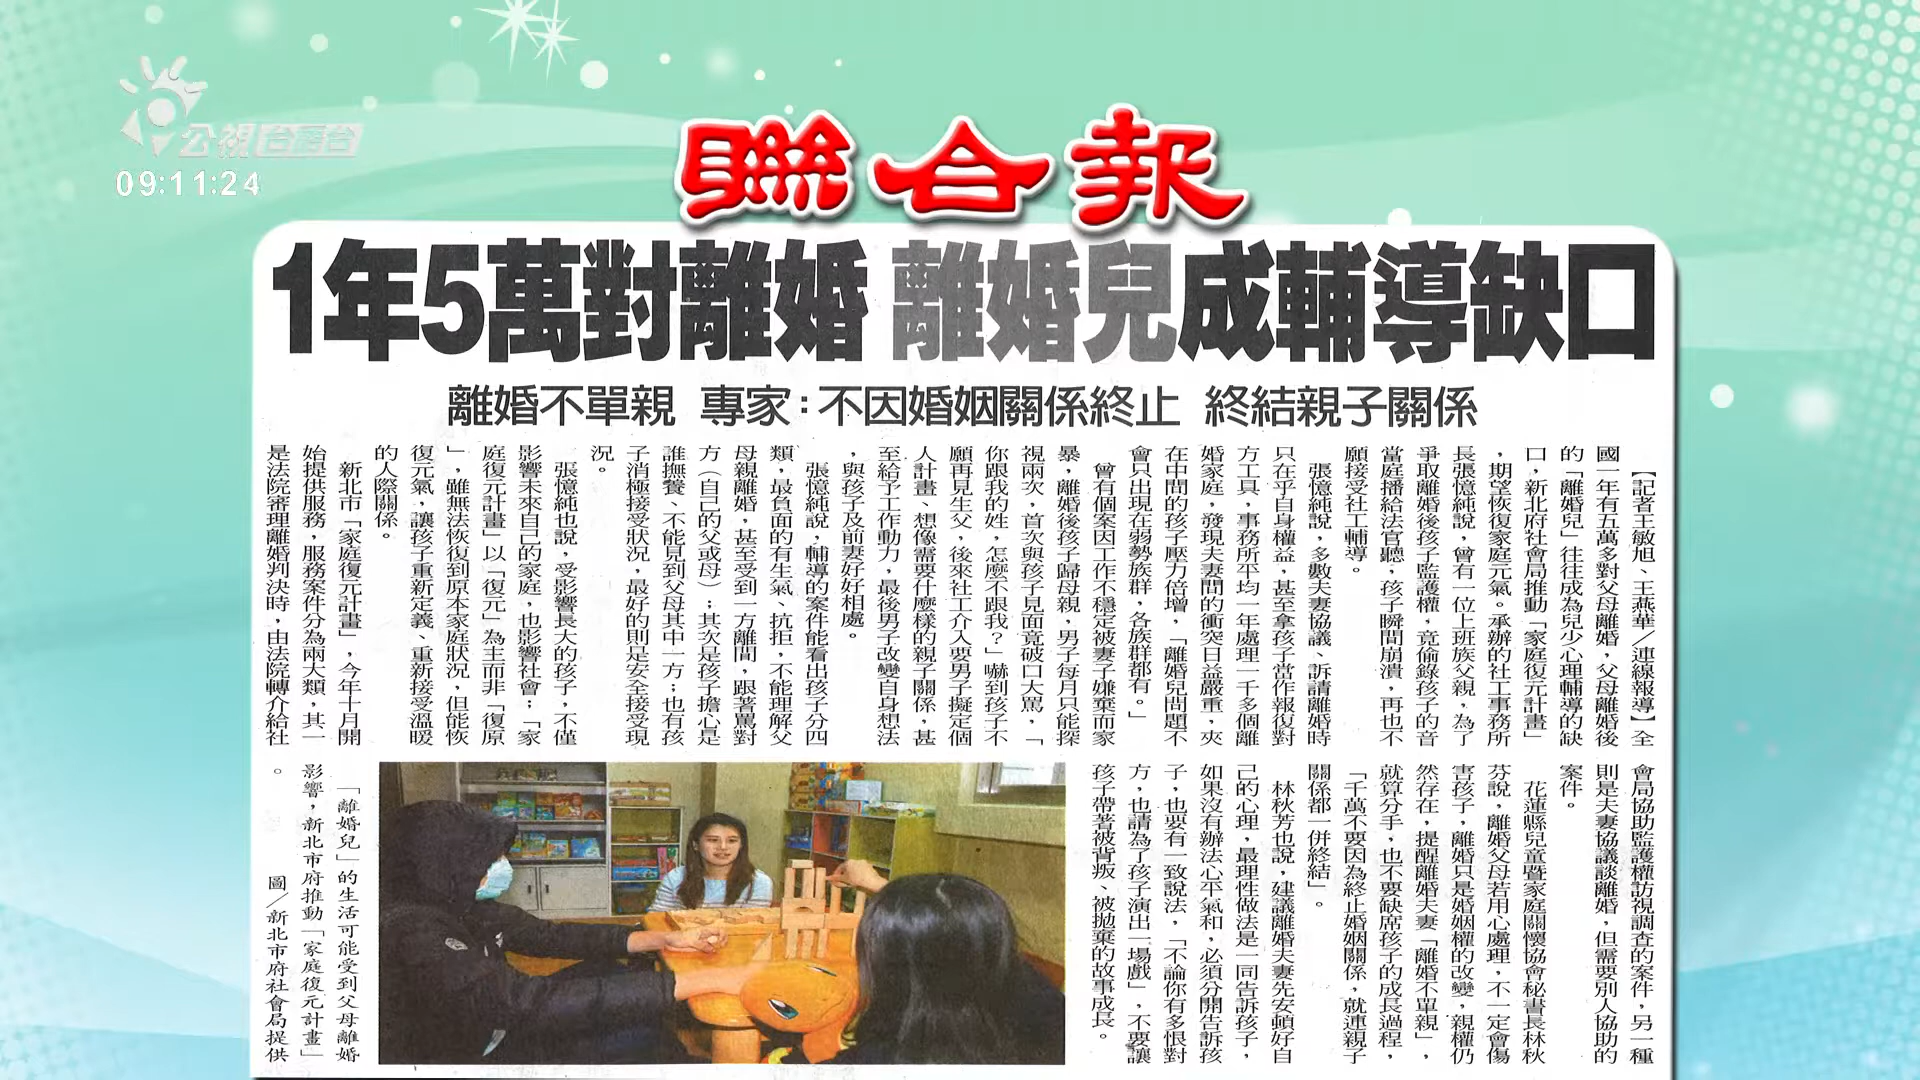 公視台語台
09:11:24
聯合報
1年5萬對離婚 離婚兒成輔導缺口
離婚不單親 專家：不因婚姻關係終止 終結親子關係
【記者王敏旭、王燕華／連線報導】全
國一年有五萬多對父母離婚，父母離婚後
的「離婚兒」往往成為兒少心理輔導的缺
口，新北府社會局推動「家庭復元計畫」
，期望恢復家庭元氣。承辦的社工事務所
長張憶純說，曾有一位上班族父親，為了
爭取離婚後孩子監護權，竟偷錄孩子的音
當庭播給法官聽，孩子瞬間崩潰，再也不
願接受社工輔導。
張憶純說，多數夫妻協議、訴請離婚時
只在乎自身權益，甚至拿孩子當作報復對
方工具，事務所平均一年處理一千多個離
婚家庭，發現夫妻間的衝突日益嚴重，夾
在中間的孩子壓力倍增，「離婚兒問題不
會只出現在弱勢族群，各族群都有。」
曾有個案因工作不穩定被妻子嫌棄而家
暴，離婚後孩子歸母親，男子每月只能探
視兩次，首次與孩子見面竟破口大罵，「
你跟我的姓，怎麼不跟我？」嚇到孩子不
願再見生父，後來社工介入要男子擬定個
人計畫、想像需要什麼樣的親子關係，甚
至給予工作動力，最後男子改變自身想法
，與孩子及前妻好好相處。
張憶純說，輔導的案件能看出孩子分四
類，最負面的有生氣、抗拒，不能理解父
母親離婚，甚至受到一方離間，跟著罵對
方（自己的父或母）；其次是孩子擔心是
誰撫養、不能見到父母其中一方；也有孩
子消極接受狀況，最好的則是安全接受現
況。
張憶純也說，受影響長大的孩子，不僅
影響未來自己的家庭，也影響社會；「家
庭復元計畫」以「復元」為主而非「復原
」，雖無法恢復到原本家庭狀況，但能恢
復元氣，讓孩子重新定義、重新接受溫暖
的人際關係。
新北市「家庭復元計畫」，今年十月開
始提供服務，服務案件分為兩大類，其一
是法院審理離婚判決時，由法院轉介給社
會局協助監護權訪視調查的案件，另一種
則是夫妻協議談離婚，但需要別人協助的
案件。
花蓮縣兒童暨家庭關懷協會秘書長林秋
芬說，離婚父母若用心處理，不一定會傷
害孩子，離婚只是婚姻權的改變，親權仍
然存在，提醒離婚夫妻「離婚不單親」，
就算分手，也不要缺席孩子的成長過程，
「千萬不要因為終止婚姻關係，就連親子
關係都一併終結」。
林秋芳也說，建議離婚夫妻先安頓好自
己的心理，最理性做法是一同告訴孩子，
如果沒有辦法心平氣和，必須分開告訴孩
子，也要有一致說法，「不論你有多恨對
方，也請為了孩子演出一場戲」，不要讓
孩子帶著被背叛、被拋棄的故事成長。
「離婚兒」的生活可能受到父母離婚
影響，新北市府推動「家庭復元計畫」
。
圖／新北市府社會局提供